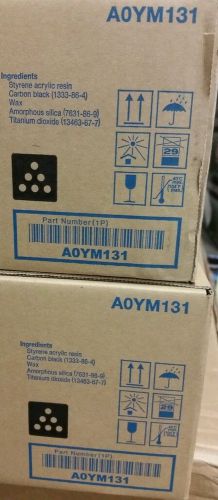 A0YM131
Ingredients
Styrene acrylic resin
Carbon black (1333-86-4)
Wax
Amorphous silica (7631-86-9)
Titanium dioxide (13463-67-7)
29
Part Number(1P)
A0YM131
A0YM131
Ingredients
Styrene acrylic resin
Carbon black (1333-86-4)
Wax
Amorphous silica (7631-86-9)
Titanium dioxide (13463-67-7)
29
Part Number(1P)
A0YM131